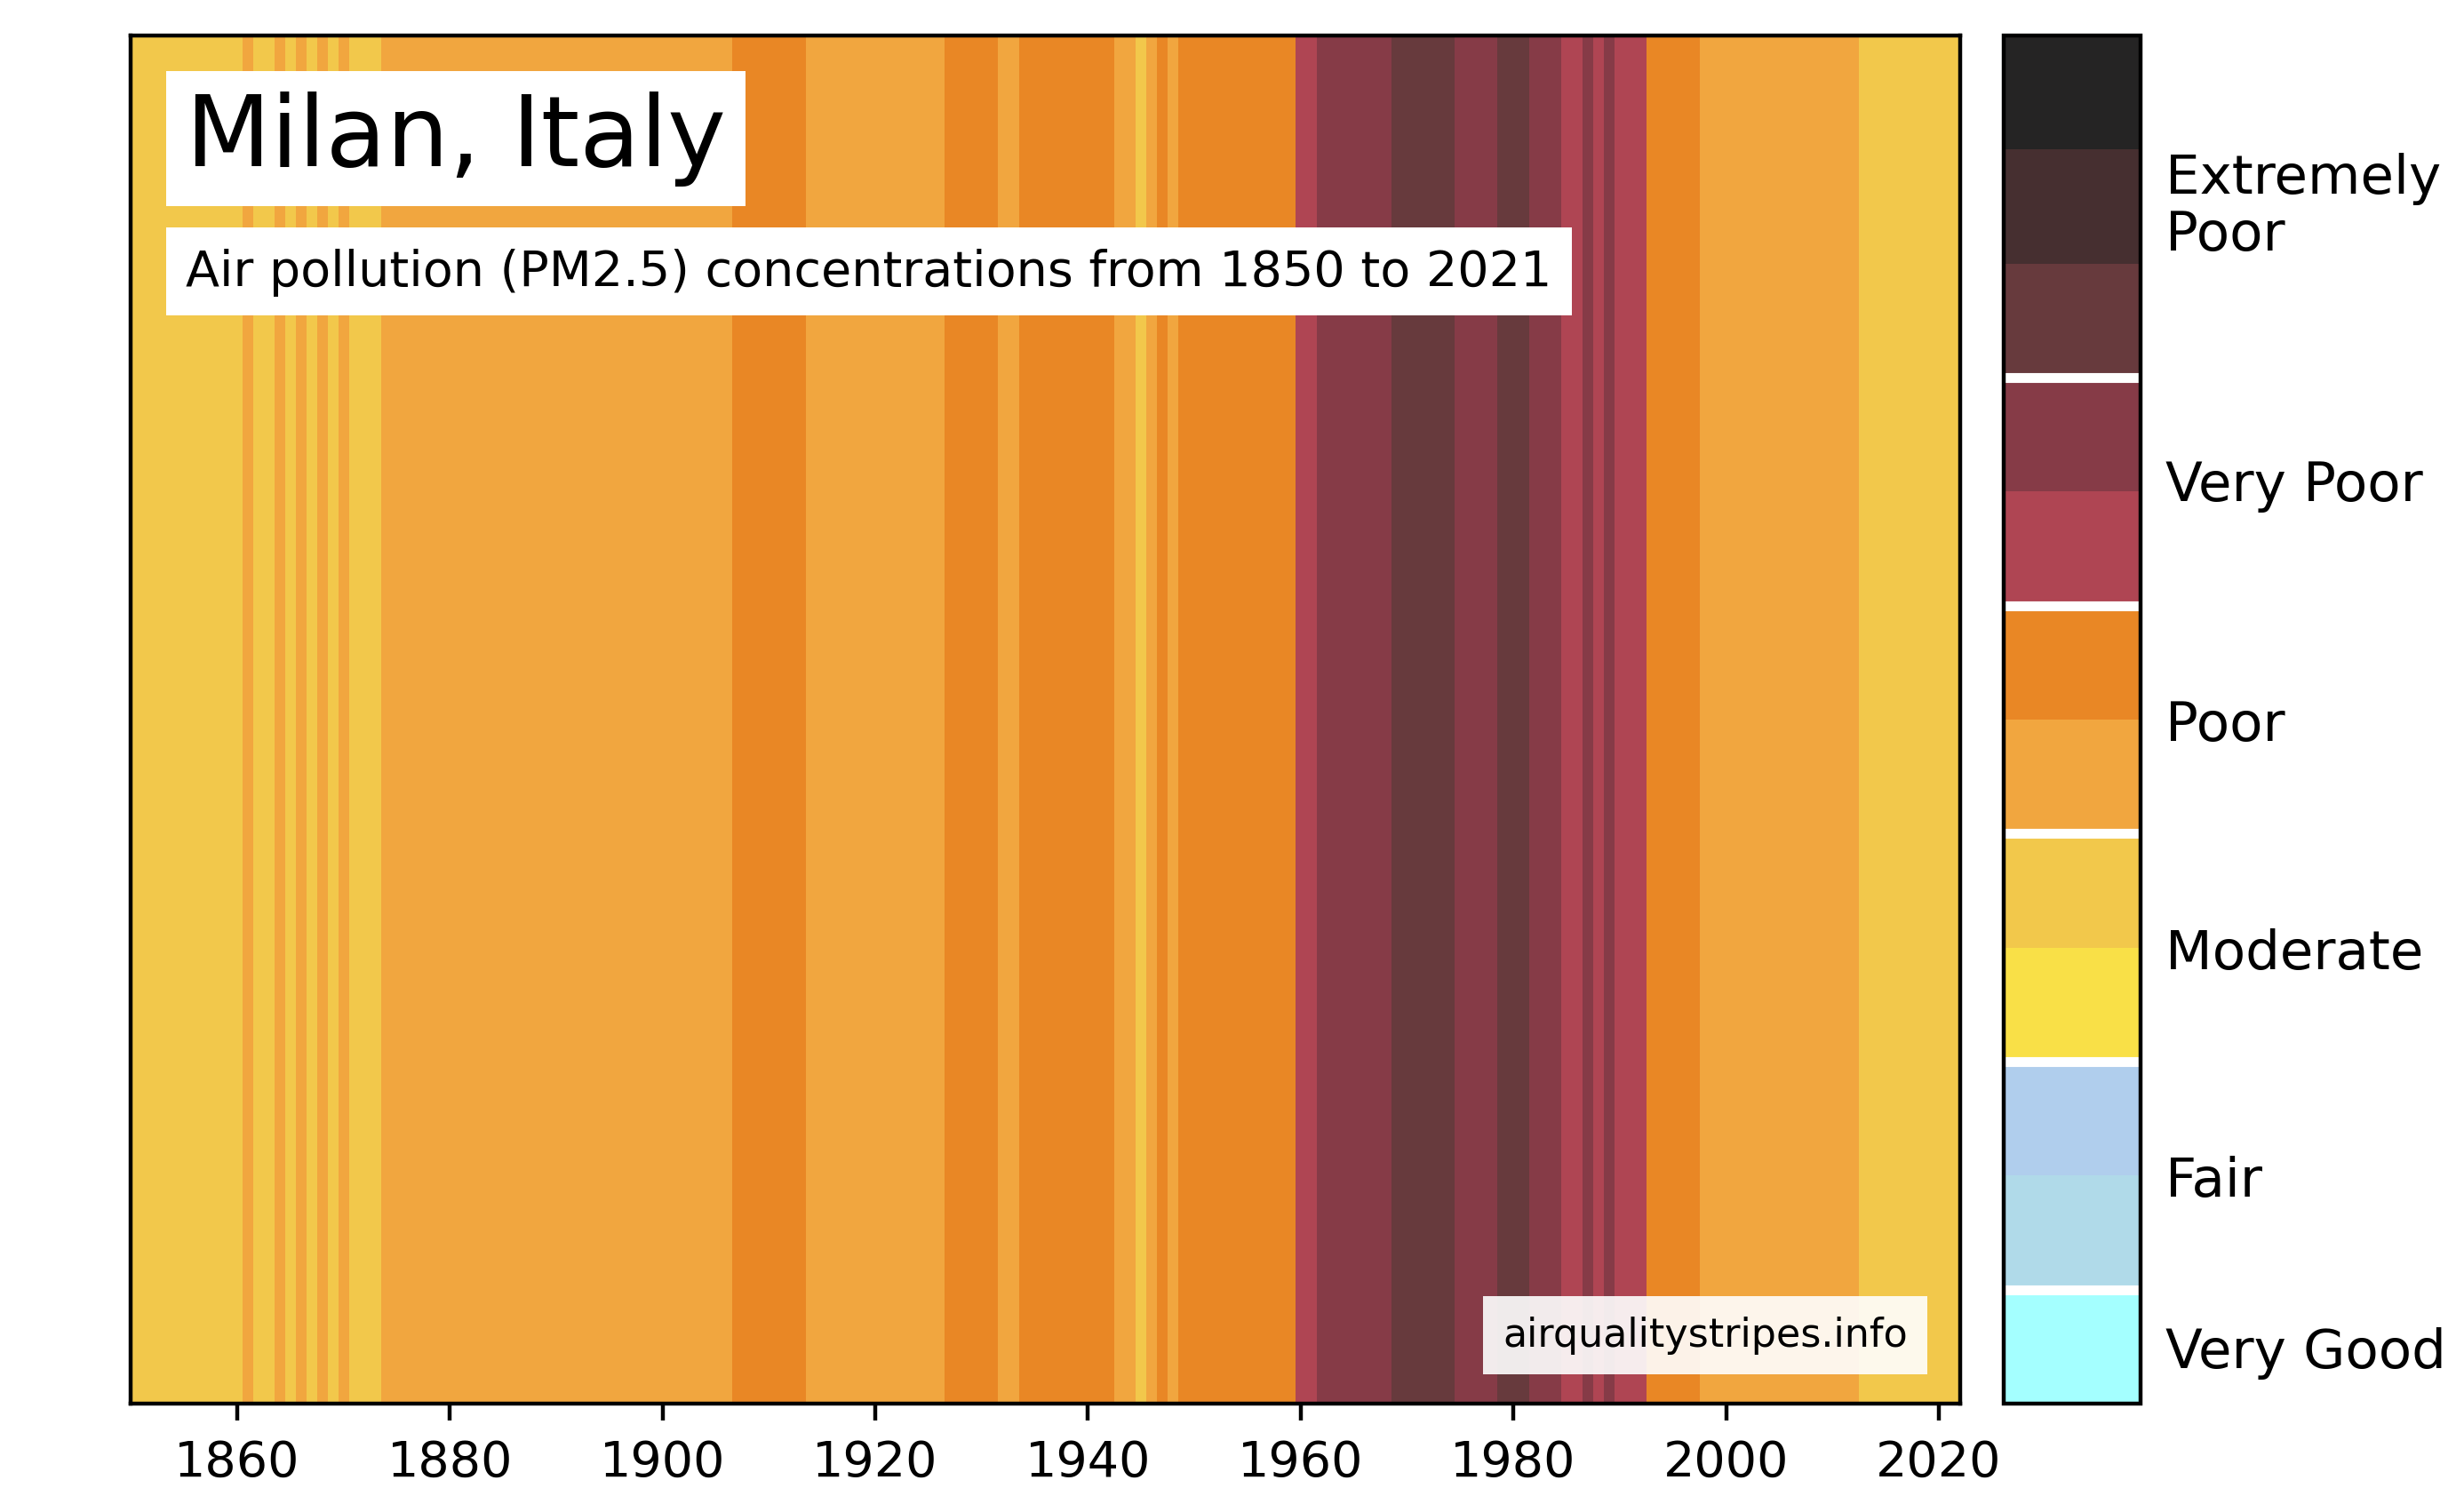 Milan, Italy
Air pollution (PM2.5) concentrations from 1850 to 2021
airqualitystripes.info
1860 1880 1900 1920 1940 1960 1980 2000 2020
Extremely
Poor
Very Poor
Poor
Moderate
Fair
Very Good